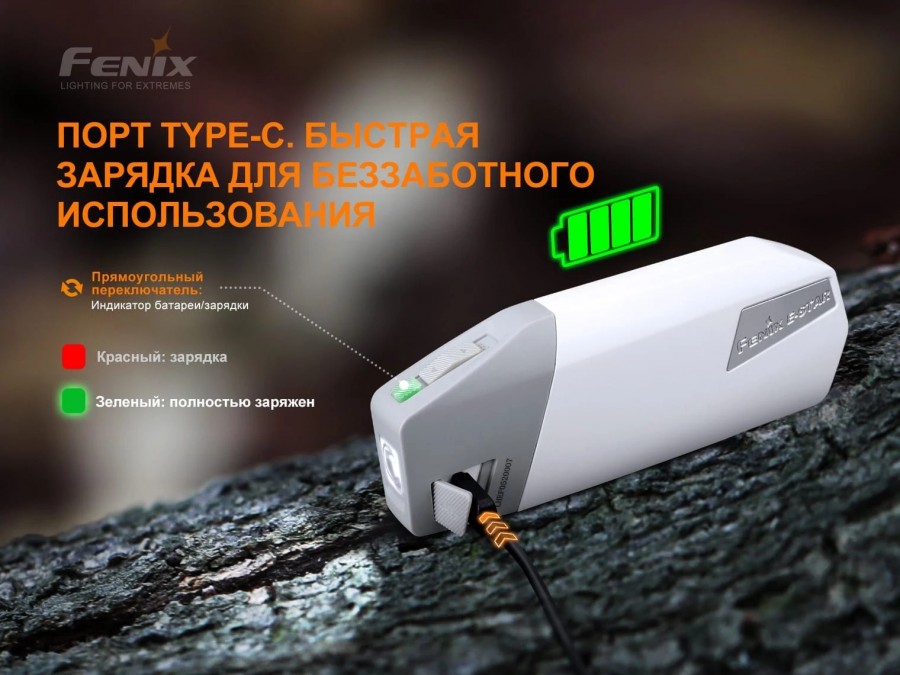 FENIX
LIGHTING FOR EXTREMES
ПОРТ TYPE-C. БЫСТРАЯ
ЗАРЯДКА ДЛЯ БЕЗЗАБОТНОГО
ИСПОЛЬЗОВАНИЯ
Прямоугольный
переключатель:
Индикатор батареи/зарядки
Красный: зарядка
Зеленый: полностью заряжен
FENIX E-STAR